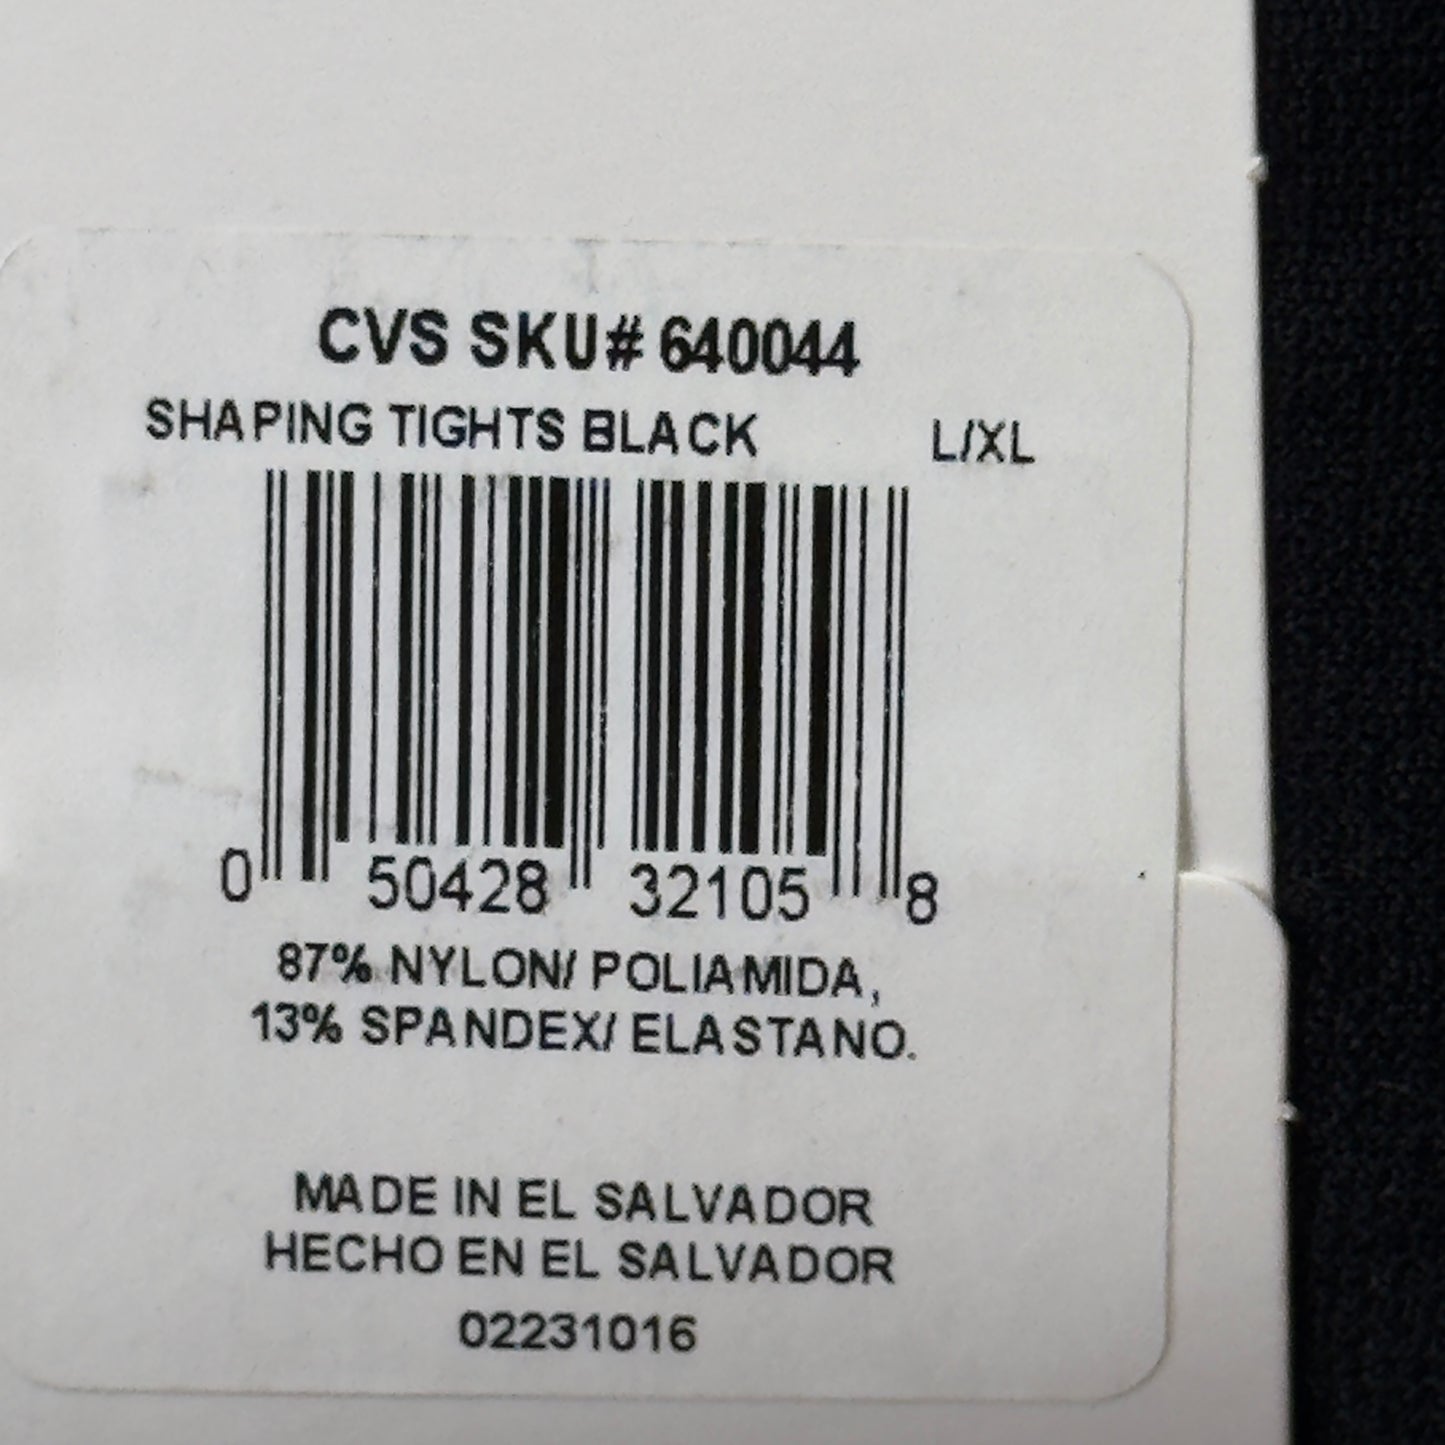 CVS SKU# 640044
SHAPING TIGHTS BLACK L/XL
0 50428 32105 8
87% NYLON/ POLIAMIDA,
13% SPANDEX/ ELASTANO.
MADE IN EL SALVADOR
HECHO EN EL SALVADOR
02231016